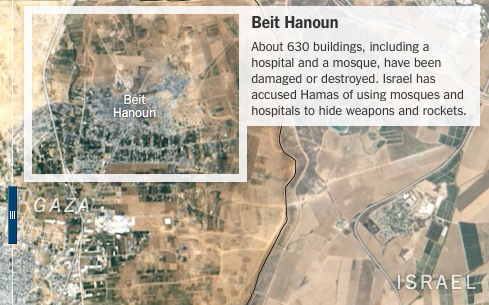 Beit Hanoun
About 630 buildings, including a
hospital and a mosque, have been
damaged or destroyed. Israel has
accused Hamas of using mosques and
hospitals to hide weapons and rockets.
Beit
Hanoun
GAZA
ISRAEL